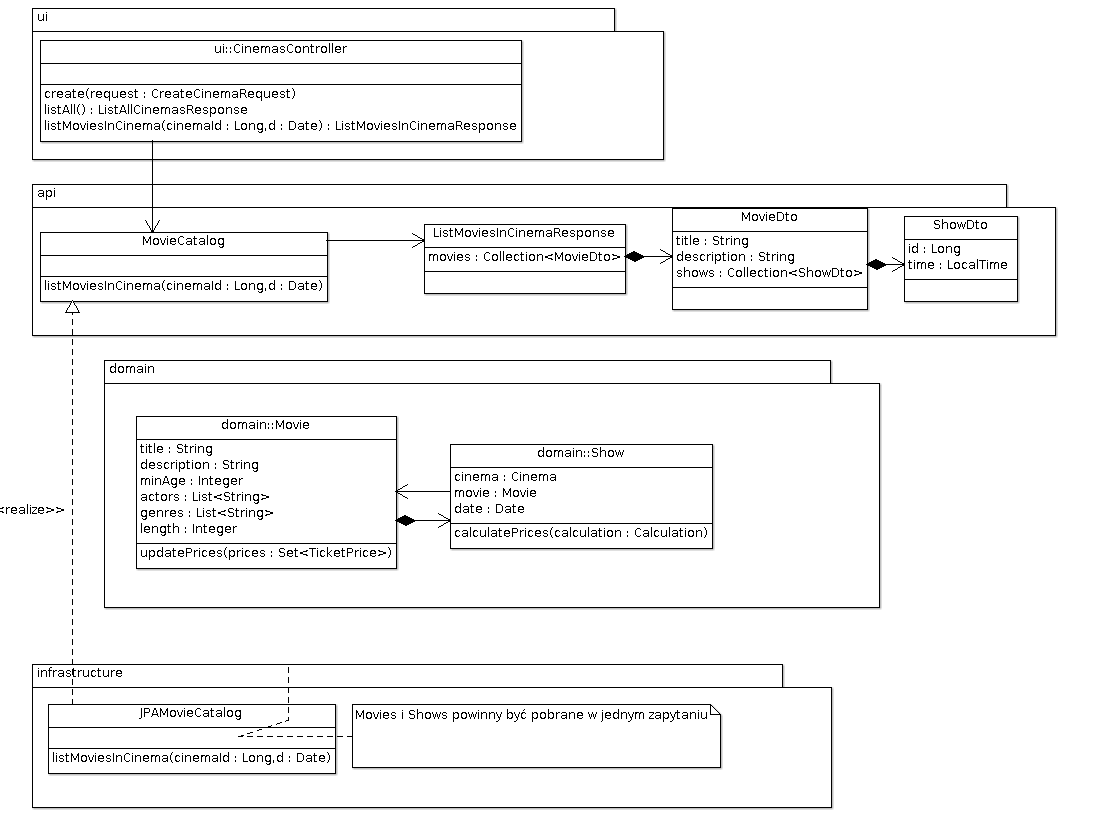 ui
ui::CinemasController
create(request : CreateCinemaRequest)
listAll() : ListAllCinemasResponse
listMoviesInCinema(cinemaId : Long,d : Date) : ListMoviesInCinemaResponse
api
MovieCatalog
listMoviesInCinema(cinemaId : Long,d : Date)
ListMoviesInCinemaResponse
movies : Collection<MovieDto>
MovieDto
title : String
description : String
shows : Collection<ShowDto>
ShowDto
id : Long
time : LocalTime
domain
domain::Movie
title : String
description : String
minAge : Integer
actors : List<String>
genres : List<String>
length : Integer
updatePrices(prices : Set<TicketPrice>)
domain::Show
cinema : Cinema
movie : Movie
date : Date
calculatePrices(calculation : Calculation)
<realize>>
infrastructure
JPAMovieCatalog
listMoviesInCinema(cinemaId : Long,d : Date)
Movies i Shows powinny być pobrane w jednym zapytaniu